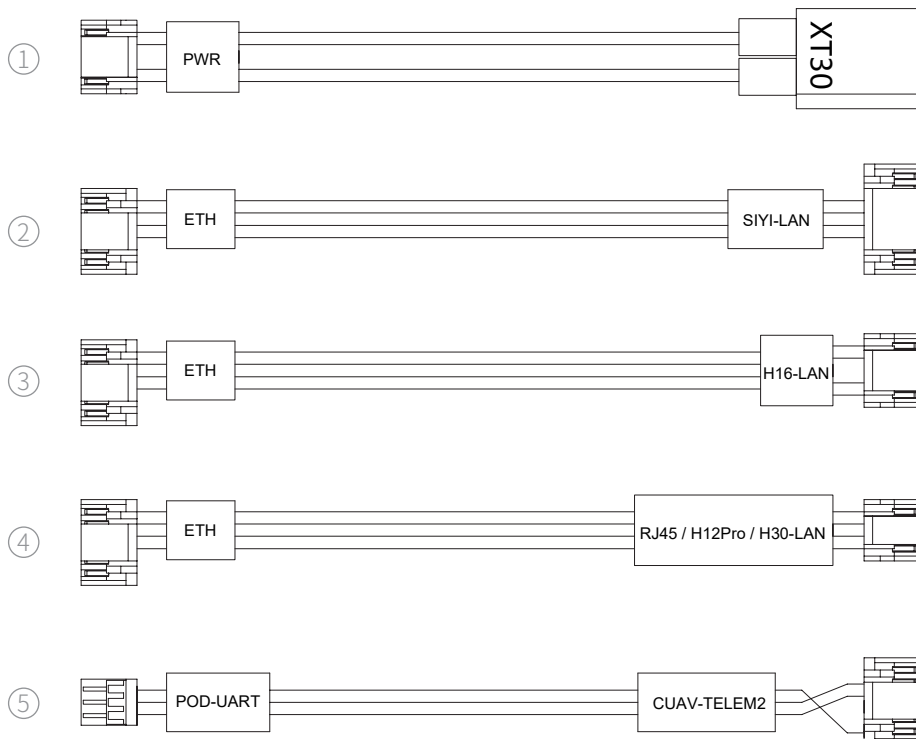 ① PWR XT30
② ETH SIYI-LAN
③ ETH H16-LAN
④ ETH RJ45 / H12Pro / H30-LAN
⑤ POD-UART CUAV-TELEM2